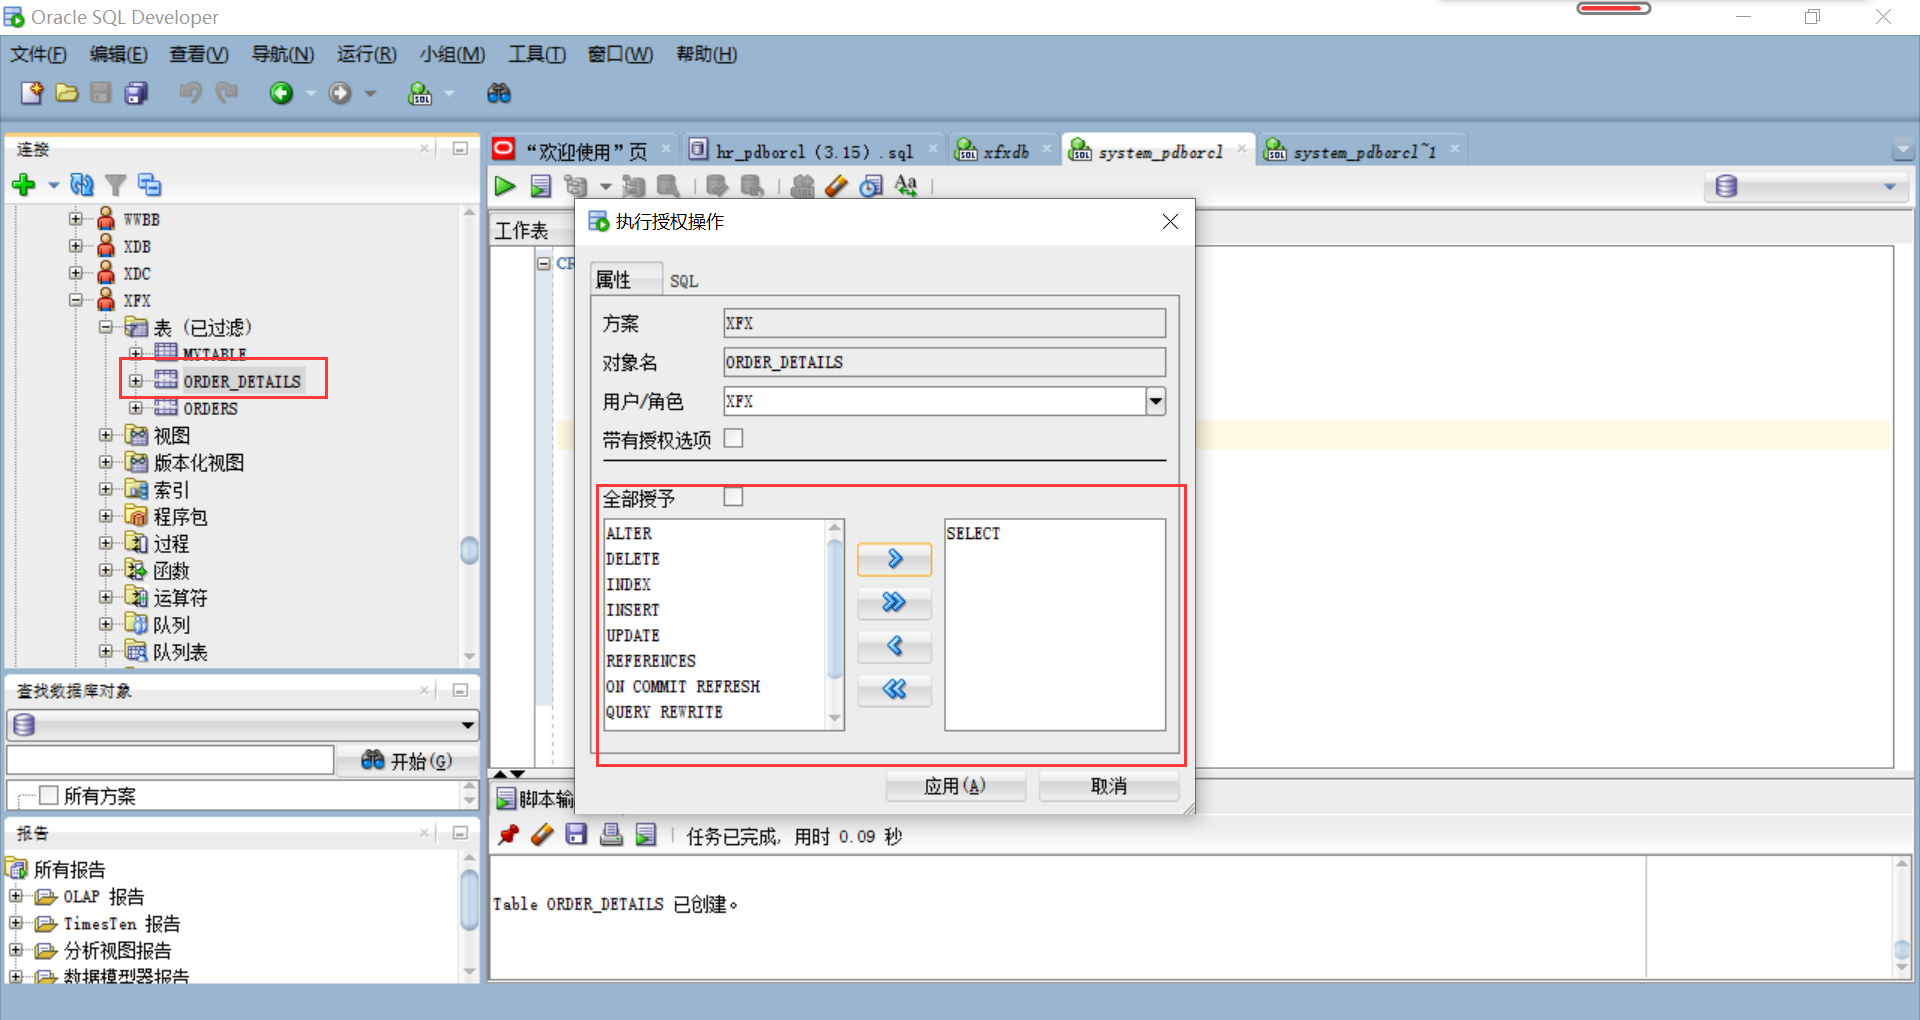 Oracle SQL Developer
文件(F) 编辑(E) 查看(V) 导航(N) 运行(R) 小组(M) 工具(T) 窗口(W) 帮助(H)
连接
WWBB
XDB
XDC
XFX
表 (已过滤)
MYTABLE
ORDER_DETAILS
ORDERS
视图
版本化视图
索引
程序包
过程
函数
运算符
队列
队列表
查找数据库对象
开始(G)
所有方案
报告
所有报告
OLAP 报告
TimesTen 报告
分析视图报告
数据模型器报告
“欢迎使用”页 hr_pdborcl (3.15) .sql xfxdb system_pdborcl system_pdborcl~1
Aa
工作表
CR
执行授权操作
属性 SQL
方案 XFX
对象名 ORDER_DETAILS
用户/角色 XFX
带有授权选项
全部授予
ALTER
DELETE
INDEX
INSERT
UPDATE
REFERENCES
ON COMMIT REFRESH
QUERY REWRITE
SELECT
应用(A) 取消
脚本输
任务已完成, 用时 0.09 秒
Table ORDER_DETAILS 已创建。